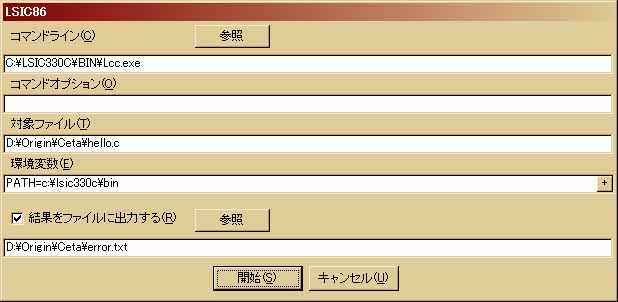 LSIC86
コマンドライン(C)
参照
C:¥LSIC330C¥BIN¥Lcc.exe
コマンドオプション(O)
対象ファイル(T)
D:¥Origin¥Ceta¥hello.c
環境変数(E)
PATH=c:¥lsic330c¥bin
+
結果をファイルに出力する(R)
参照
D:¥Origin¥Ceta¥error.txt
開始(S)
キャンセル(U)